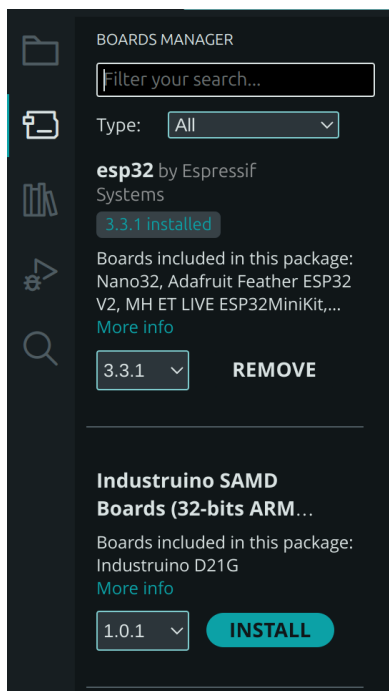 BOARDS MANAGER
Filter your search...
Type: All
esp32 by Espressif
Systems
3.3.1 installed
Boards included in this package:
Nano32, Adafruit Feather ESP32
V2, MH ET LIVE ESP32MiniKit,...
More info
3.3.1 REMOVE
Industruino SAMD
Boards (32-bits ARM...
Boards included in this package:
Industruino D21G
More info
1.0.1 INSTALL